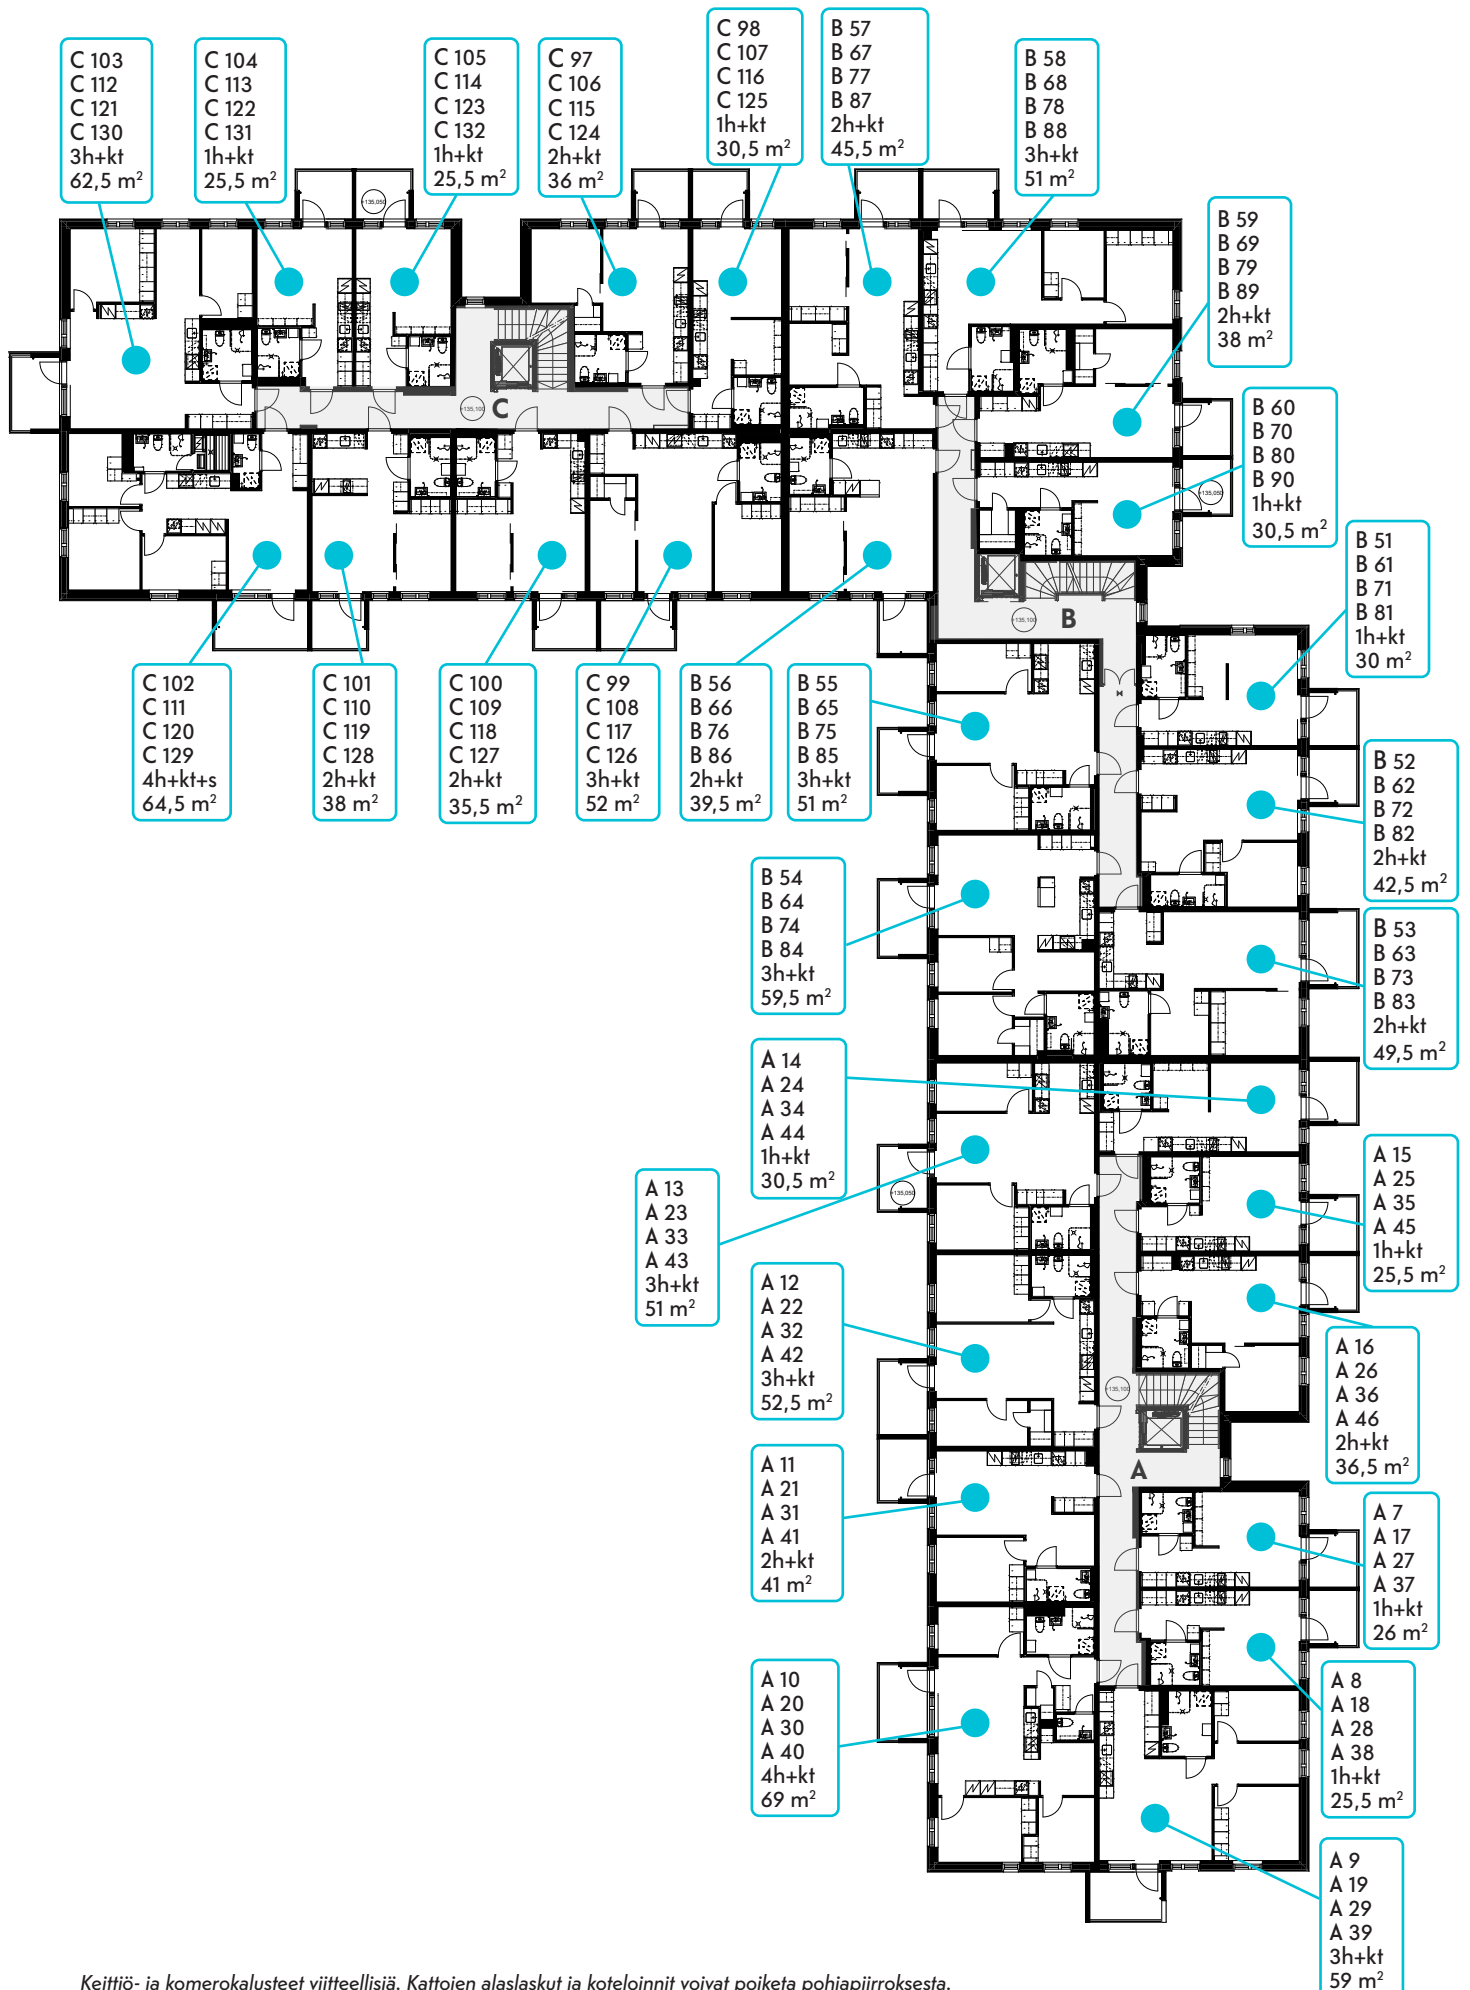 C 103
C 112
C 121
C 130
3h+kt
62,5 m²
C 104
C 113
C 122
C 131
1h+kt
25,5 m²
C 105
C 114
C 123
C 132
1h+kt
25,5 m²
C 97
C 106
C 115
C 124
2h+kt
36 m²
C 98
C 107
C 116
C 125
1h+kt
30,5 m²
B 57
B 67
B 77
B 87
2h+kt
45,5 m²
B 58
B 68
B 78
B 88
3h+kt
51 m²
B 59
B 69
B 79
B 89
2h+kt
38 m²
B 60
B 70
B 80
B 90
1h+kt
30,5 m²
+135,050
+135,100
C
+135,050
+135,100
B
B 51
B 61
B 71
B 81
1h+kt
30 m²
C 102
C 111
C 120
C 129
4h+kt+s
64,5 m²
C 101
C 110
C 119
C 128
2h+kt
38 m²
C 100
C 109
C 118
C 127
2h+kt
35,5 m²
C 99
C 108
C 117
C 126
3h+kt
52 m²
B 56
B 66
B 76
B 86
2h+kt
39,5 m²
B 55
B 65
B 75
B 85
3h+kt
51 m²
B 52
B 62
B 72
B 82
2h+kt
42,5 m²
B 54
B 64
B 74
B 84
3h+kt
59,5 m²
B 53
B 63
B 73
B 83
2h+kt
49,5 m²
A 14
A 24
A 34
A 44
1h+kt
30,5 m²
A 15
A 25
A 35
A 45
1h+kt
25,5 m²
A 13
A 23
A 33
A 43
3h+kt
51 m²
+135,050
A 12
A 22
A 32
A 42
3h+kt
52,5 m²
A 16
A 26
A 36
A 46
2h+kt
36,5 m²
+135,100
A
A 11
A 21
A 31
A 41
2h+kt
41 m²
A 7
A 17
A 27
A 37
1h+kt
26 m²
A 10
A 20
A 30
A 40
4h+kt
69 m²
A 8
A 18
A 28
A 38
1h+kt
25,5 m²
A 9
A 19
A 29
A 39
3h+kt
59 m²
Keittiö- ja komerokalusteet viitteellisiä. Kattojen alaslaskut ja koteloinnit voivat poiketa pohjapiirroksesta.